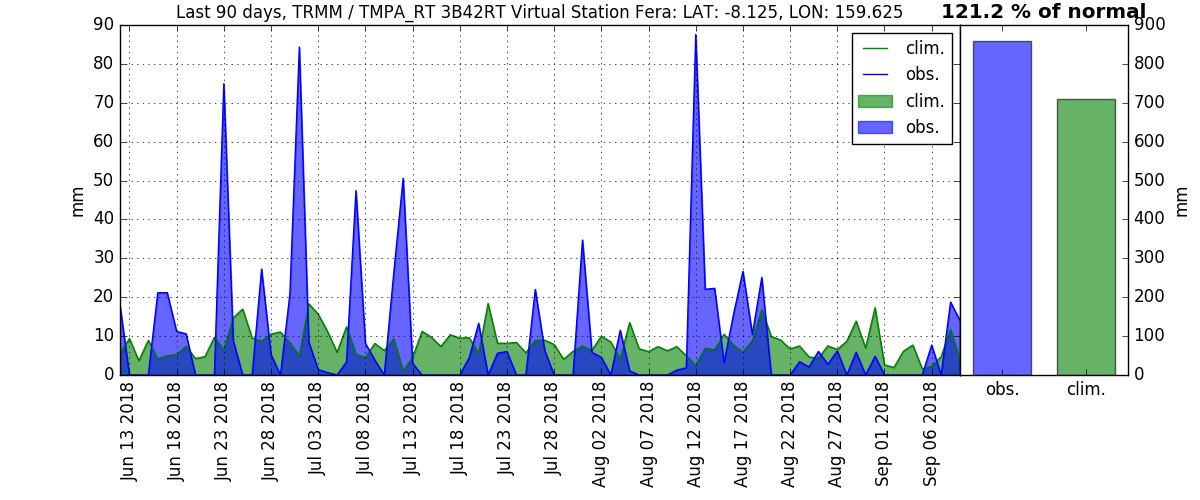 Last 90 days, TRMM / TMPA_RT 3B42RT Virtual Station Fera: LAT: -8.125, LON: 159.625
121.2 % of normal
90
80
70
60
50
40
30
20
10
0
mm
clim.
obs.
clim.
obs.
900
800
700
600
500
400
300
200
100
0
mm
obs.
clim.
Jun 13 2018
Jun 18 2018
Jun 23 2018
Jun 28 2018
Jul 03 2018
Jul 08 2018
Jul 13 2018
Jul 18 2018
Jul 23 2018
Jul 28 2018
Aug 02 2018
Aug 07 2018
Aug 12 2018
Aug 17 2018
Aug 22 2018
Aug 27 2018
Sep 01 2018
Sep 06 2018